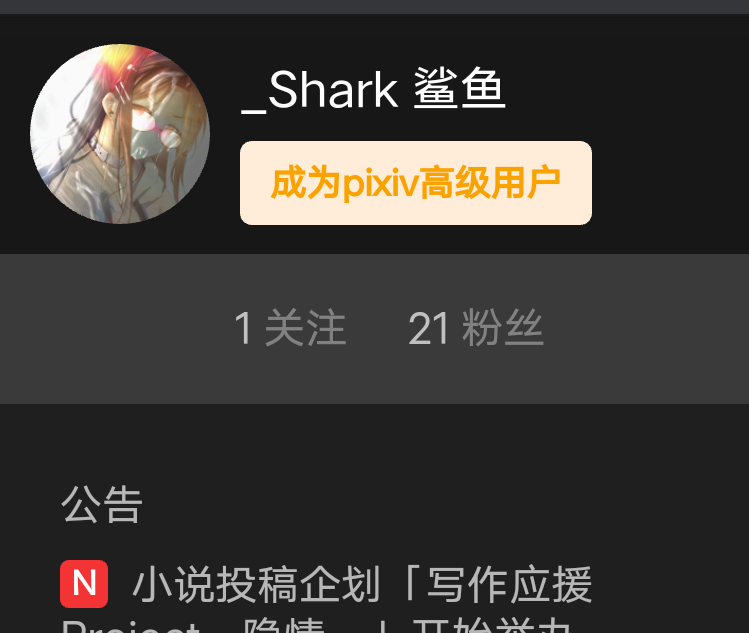 _Shark 鲨鱼
成为pixiv高级用户
1 关注 21 粉丝
公告
N 小说投稿企划「写作应援
Project